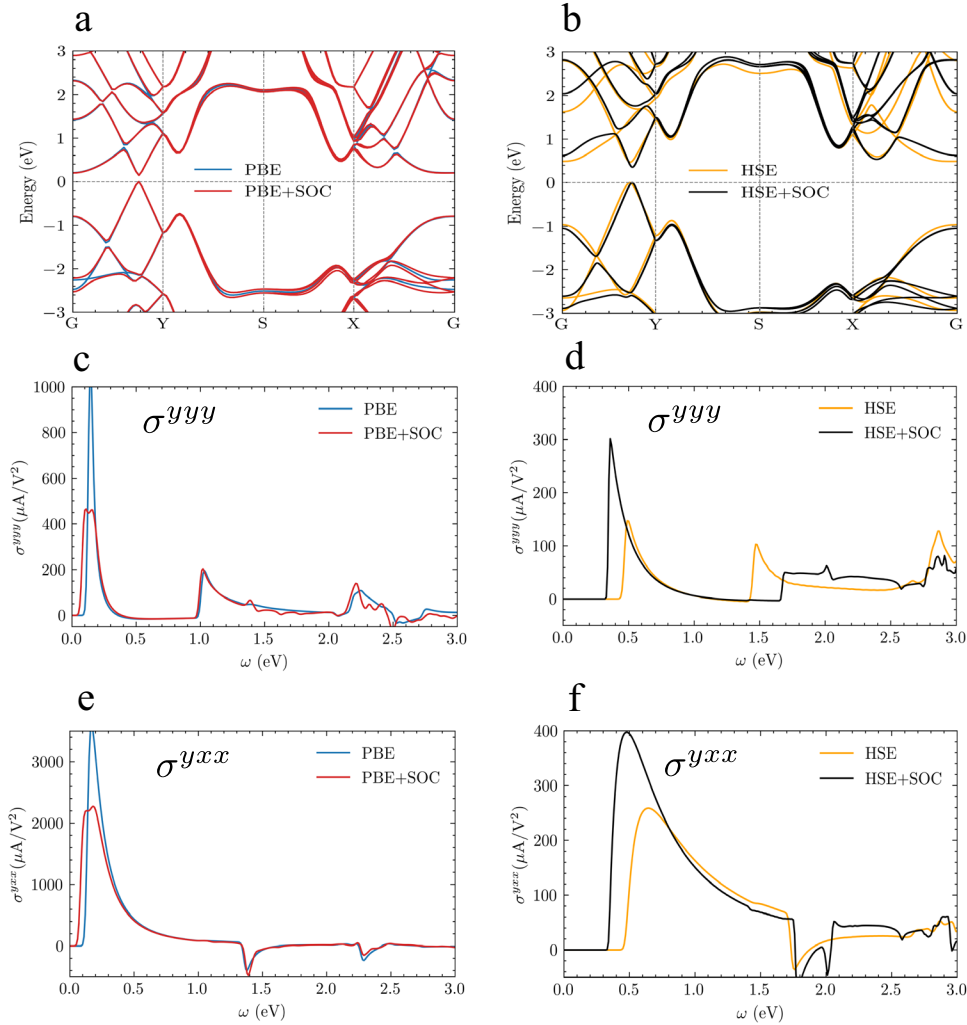 a
3
2
1
0
−1
−2
−3
Energy (eV)
PBE
PBE+SOC
G Y S X G
b
3
2
1
0
−1
−2
−3
Energy (eV)
HSE
HSE+SOC
G Y S X G
c
1000
800
600
400
200
0
σ^{yyy}(μA/V²)
σ^{yyy}
PBE
PBE+SOC
0.0 0.5 1.0 1.5 2.0 2.5 3.0
ω (eV)
d
400
300
200
100
0
σ^{yyy}(μA/V²)
σ^{yyy}
HSE
HSE+SOC
0.0 0.5 1.0 1.5 2.0 2.5 3.0
ω (eV)
e
3000
2000
1000
0
σ^{yxx}(μA/V²)
σ^{yxx}
PBE
PBE+SOC
0.0 0.5 1.0 1.5 2.0 2.5 3.0
ω (eV)
f
400
300
200
100
0
σ^{yxx}(μA/V²)
σ^{yxx}
HSE
HSE+SOC
0.0 0.5 1.0 1.5 2.0 2.5 3.0
ω (eV)